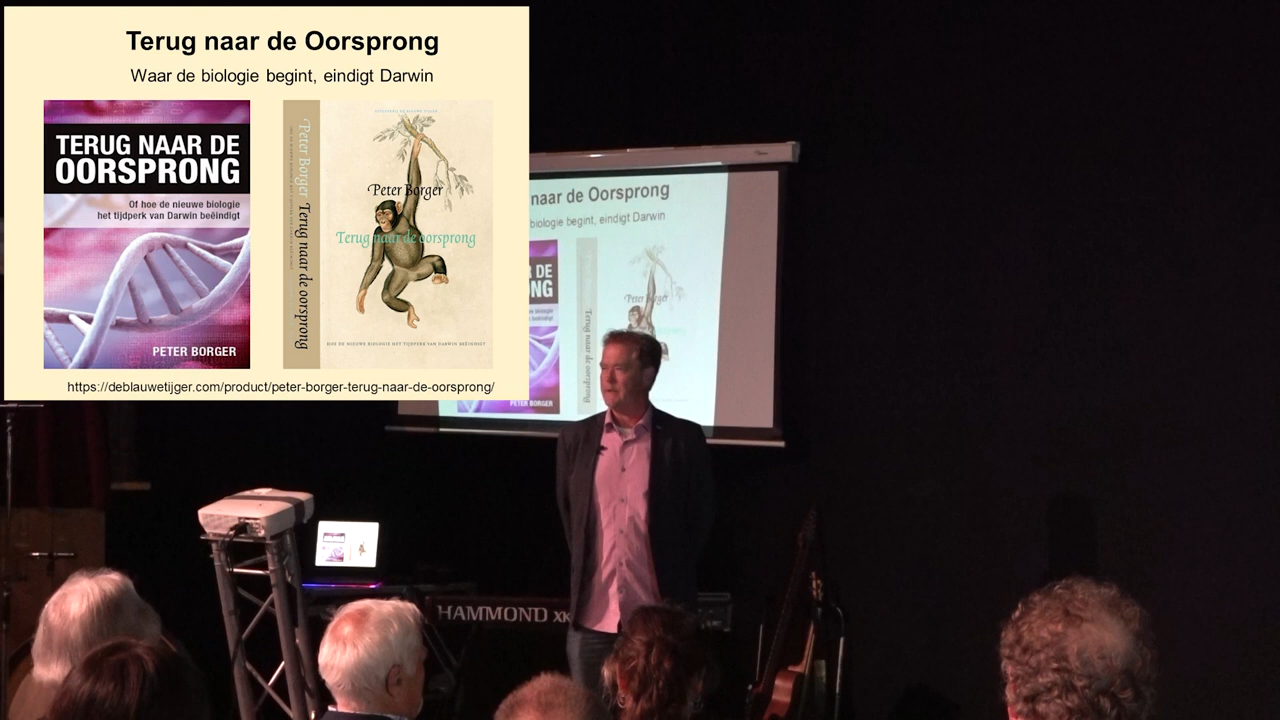 Terug naar de Oorsprong
Waar de biologie begint, eindigt Darwin
TERUG NAAR DE
OORSPRONG
Of hoe de nieuwe biologie
het tijdperk van Darwin beëindigt
PETER BORGER
Peter Borger Terug naar de oorsprong
Peter Borger
Terug naar de oorsprong
HOE DE NIEUWE BIOLOGIE HET TIJDPERK VAN DARWIN BEËINDIGT
https://deblauwetijger.com/product/peter-borger-terug-naar-de-oorsprong/
naar de Oorsprong
biologie begint, eindigt Darwin
DE
NG
Peter Borger
Terug naar de oorsprong
PETER BORGER
HAMMOND XK